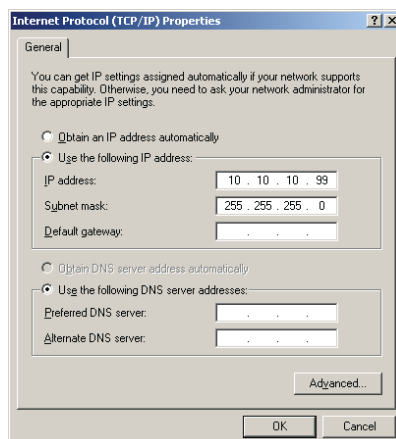 Internet Protocol (TCP/IP) Properties ? X
General
You can get IP settings assigned automatically if your network supports
this capability. Otherwise, you need to ask your network administrator for
the appropriate IP settings.
Obtain an IP address automatically
Use the following IP address:
IP address: 10 . 10 . 10 . 99
Subnet mask: 255 . 255 . 255 . 0
Default gateway: . . .
Obtain DNS server address automatically
Use the following DNS server addresses:
Preferred DNS server: . . .
Alternate DNS server: . . .
Advanced...
OK Cancel